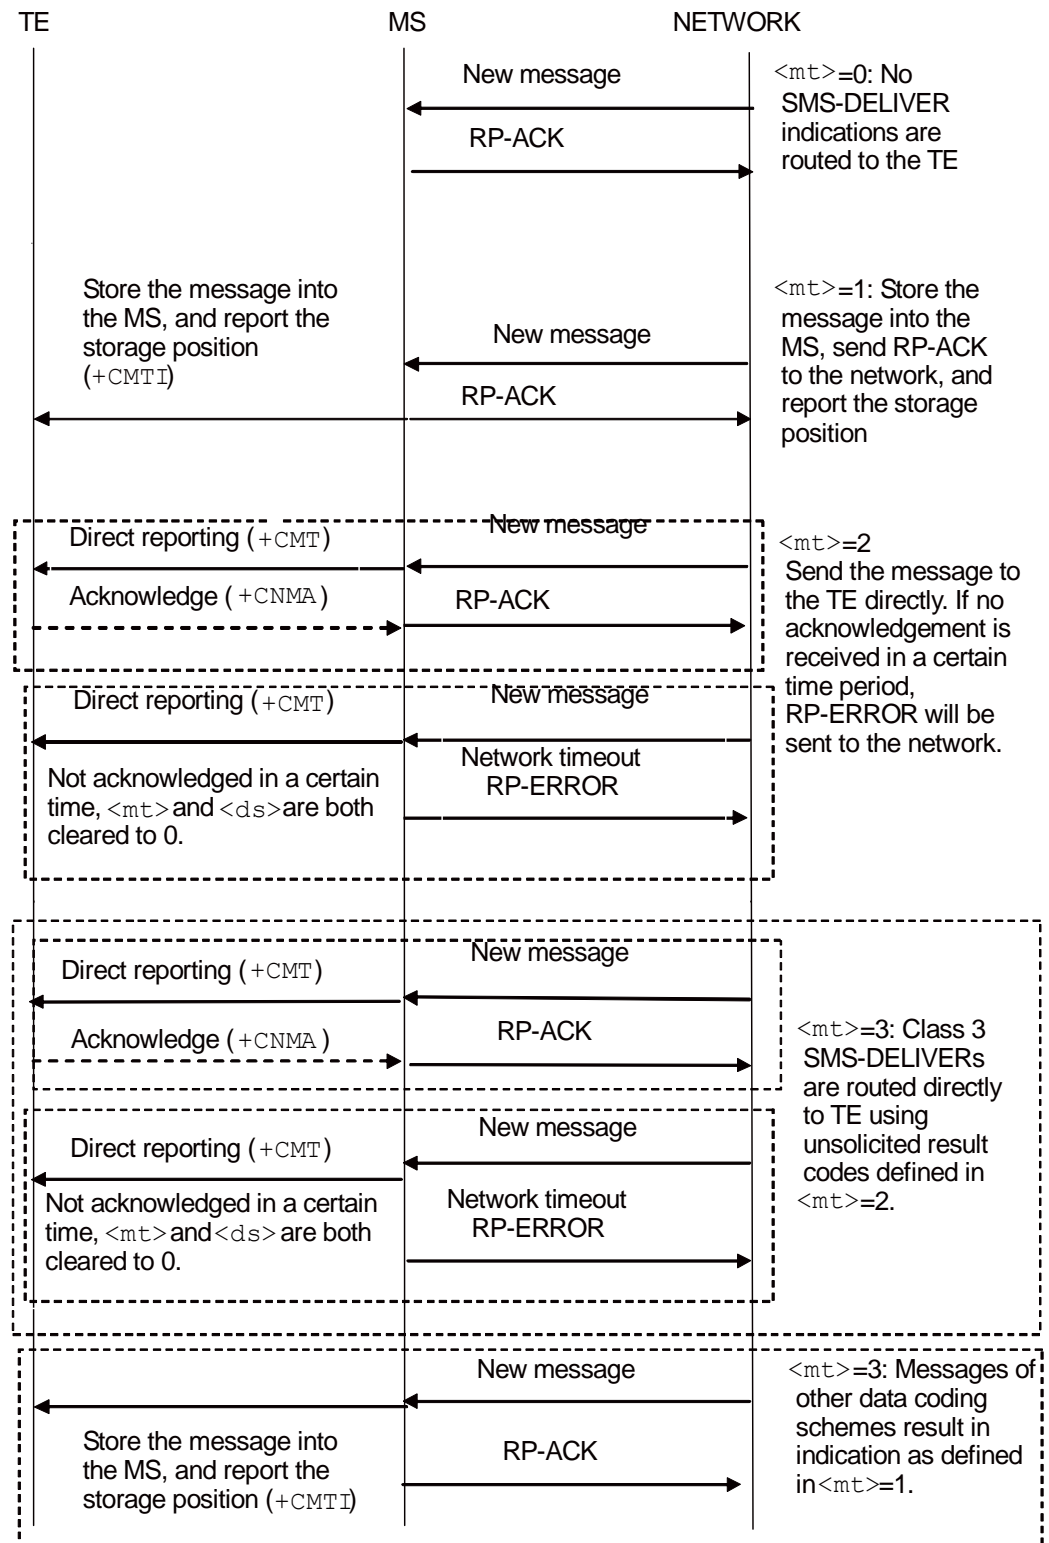 TE
MS
NETWORK
New message
RP-ACK
<mt>=0: No
SMS-DELIVER
indications are
routed to the TE
Store the message into
the MS, and report the
storage position
(+CMTI)
New message
RP-ACK
<mt>=1: Store the
message into the
MS, send RP-ACK
to the network, and
report the storage
position
Direct reporting (+CMT)
New message
Acknowledge (+CNMA)
RP-ACK
<mt>=2
Send the message to
the TE directly. If no
acknowledgement is
received in a certain
time period,
RP-ERROR will be
sent to the network.
Direct reporting (+CMT)
New message
Not acknowledged in a certain
time, <mt> and <ds> are both
cleared to 0.
Network timeout
RP-ERROR
Direct reporting (+CMT)
New message
Acknowledge (+CNMA)
RP-ACK
<mt>=3: Class 3
SMS-DELIVERs
are routed directly
to TE using
unsolicited result
codes defined in
<mt>=2.
Direct reporting (+CMT)
New message
Not acknowledged in a certain
time, <mt> and <ds> are both
cleared to 0.
Network timeout
RP-ERROR
New message
Store the message into
the MS, and report the
storage position (+CMTI)
RP-ACK
<mt>=3: Messages of
other data coding
schemes result in
indication as defined
in<mt>=1.